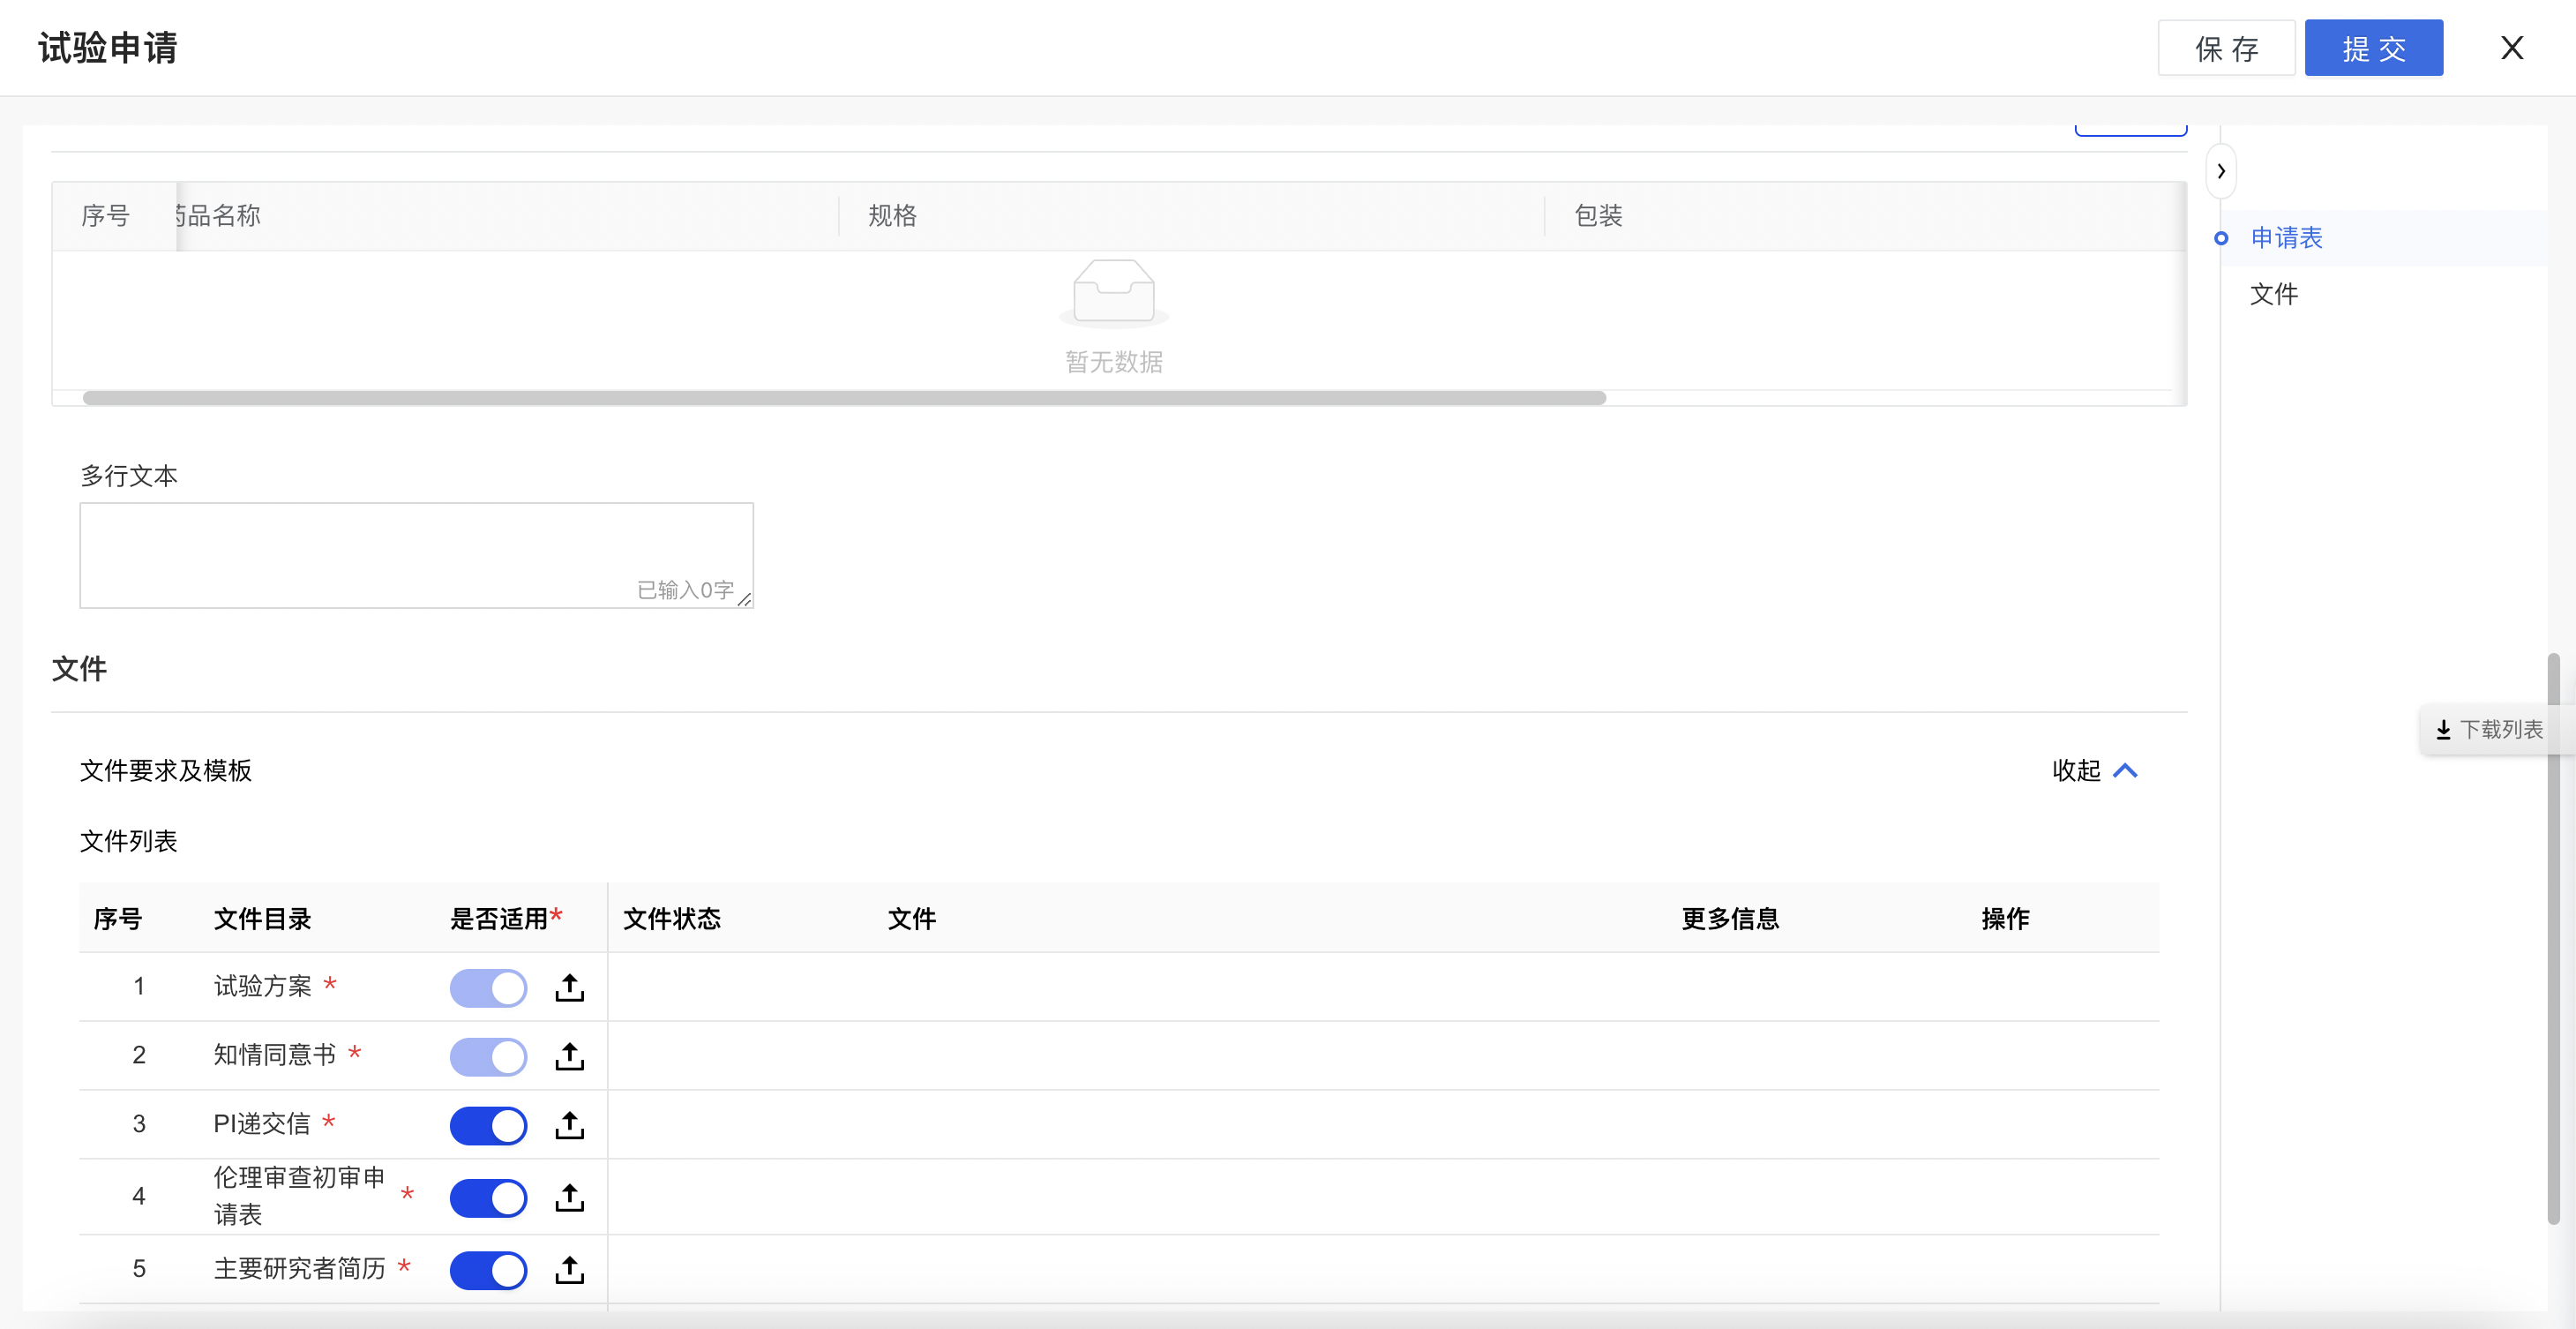 试验申请
保 存
提 交
序号
药品名称
规格
包装
暂无数据
申请表
文件
多行文本
已输入0字
文件
下载列表
文件要求及模板
收起
文件列表
序号 文件目录 是否适用* 文件状态 文件 更多信息 操作
1 试验方案 *
2 知情同意书 *
3 PI递交信 *
4 伦理审查初审申
请表 *
5 主要研究者简历 *